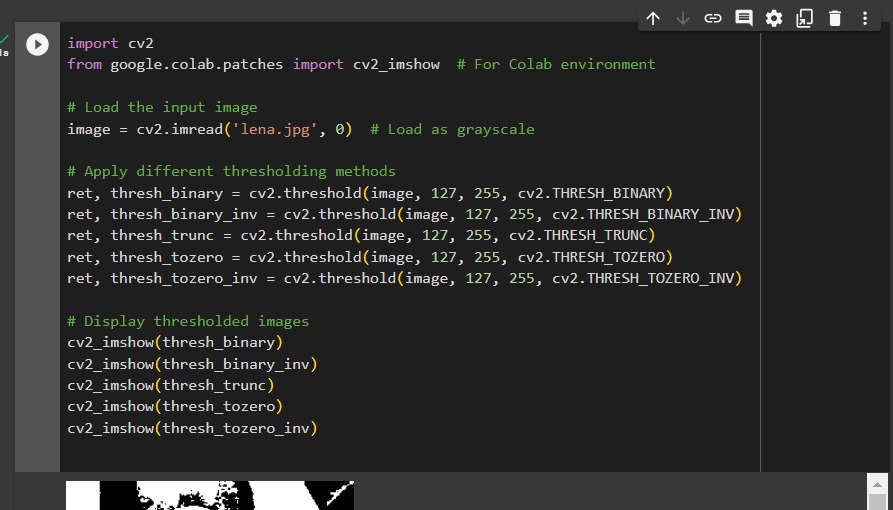 import cv2
from google.colab.patches import cv2_imshow  # For Colab environment

# Load the input image
image = cv2.imread('lena.jpg', 0)  # Load as grayscale

# Apply different thresholding methods
ret, thresh_binary = cv2.threshold(image, 127, 255, cv2.THRESH_BINARY)
ret, thresh_binary_inv = cv2.threshold(image, 127, 255, cv2.THRESH_BINARY_INV)
ret, thresh_trunc = cv2.threshold(image, 127, 255, cv2.THRESH_TRUNC)
ret, thresh_tozero = cv2.threshold(image, 127, 255, cv2.THRESH_TOZERO)
ret, thresh_tozero_inv = cv2.threshold(image, 127, 255, cv2.THRESH_TOZERO_INV)

# Display thresholded images
cv2_imshow(thresh_binary)
cv2_imshow(thresh_binary_inv)
cv2_imshow(thresh_trunc)
cv2_imshow(thresh_tozero)
cv2_imshow(thresh_tozero_inv)